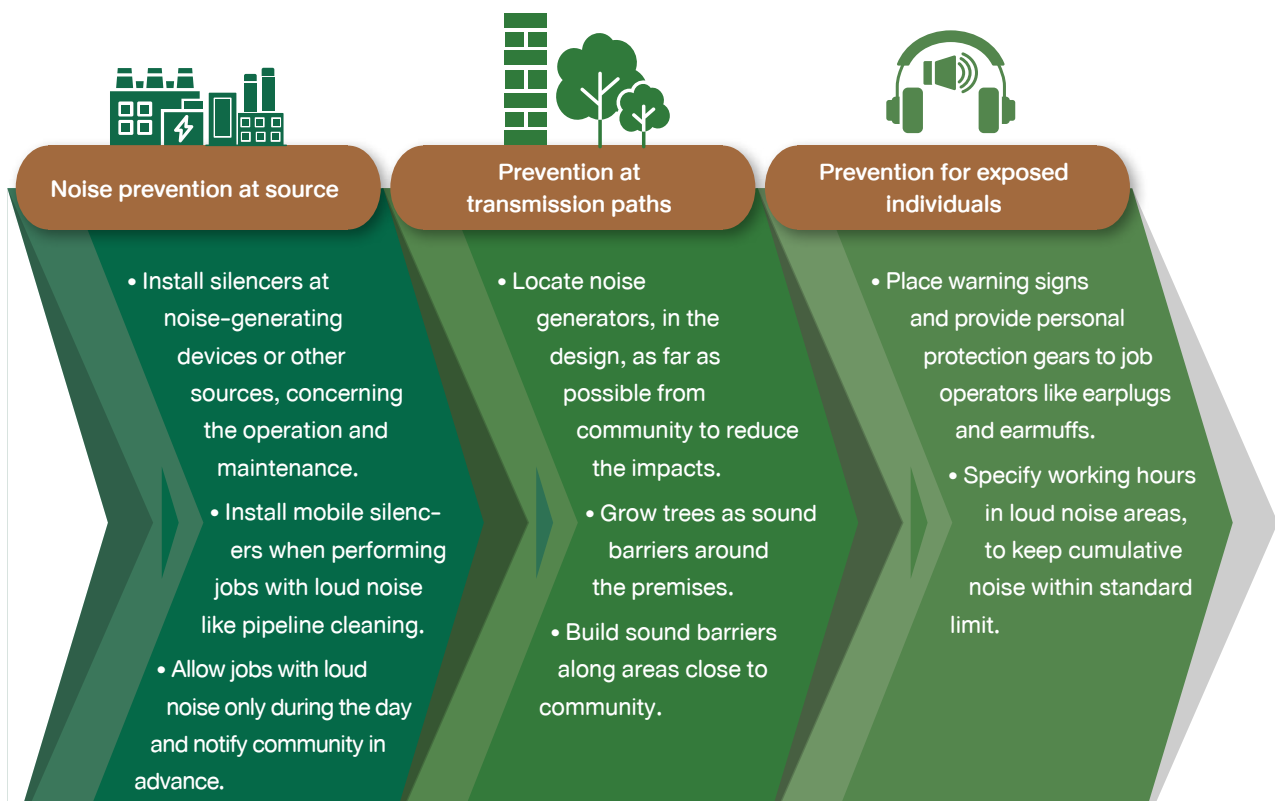 Noise prevention at source
• Install silencers at
noise-generating
devices or other
sources, concerning
the operation and
maintenance.
• Install mobile silenc-
ers when performing
jobs with loud noise
like pipeline cleaning.
• Allow jobs with loud
noise only during the day
and notify community in
advance.
Prevention at
transmission paths
• Locate noise
generators, in the
design, as far as
possible from
community to reduce
the impacts.
• Grow trees as sound
barriers around
the premises.
• Build sound barriers
along areas close to
community.
Prevention for exposed
individuals
• Place warning signs
and provide personal
protection gears to job
operators like earplugs
and earmuffs.
• Specify working hours
in loud noise areas,
to keep cumulative
noise within standard
limit.